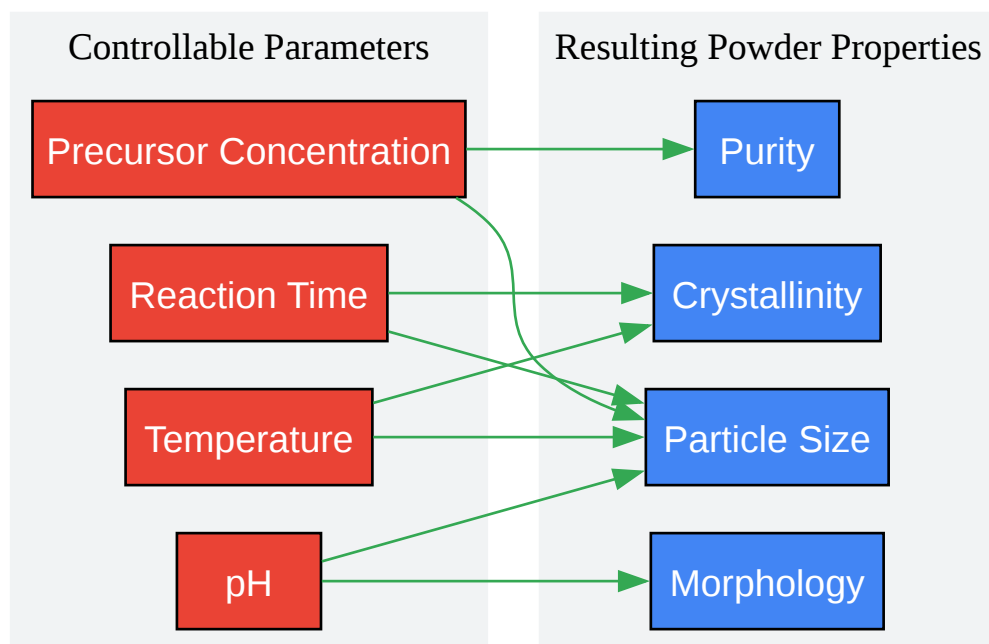 Controllable Parameters
Resulting Powder Properties
Precursor Concentration
Purity
Reaction Time
Crystallinity
Temperature
Particle Size
pH
Morphology